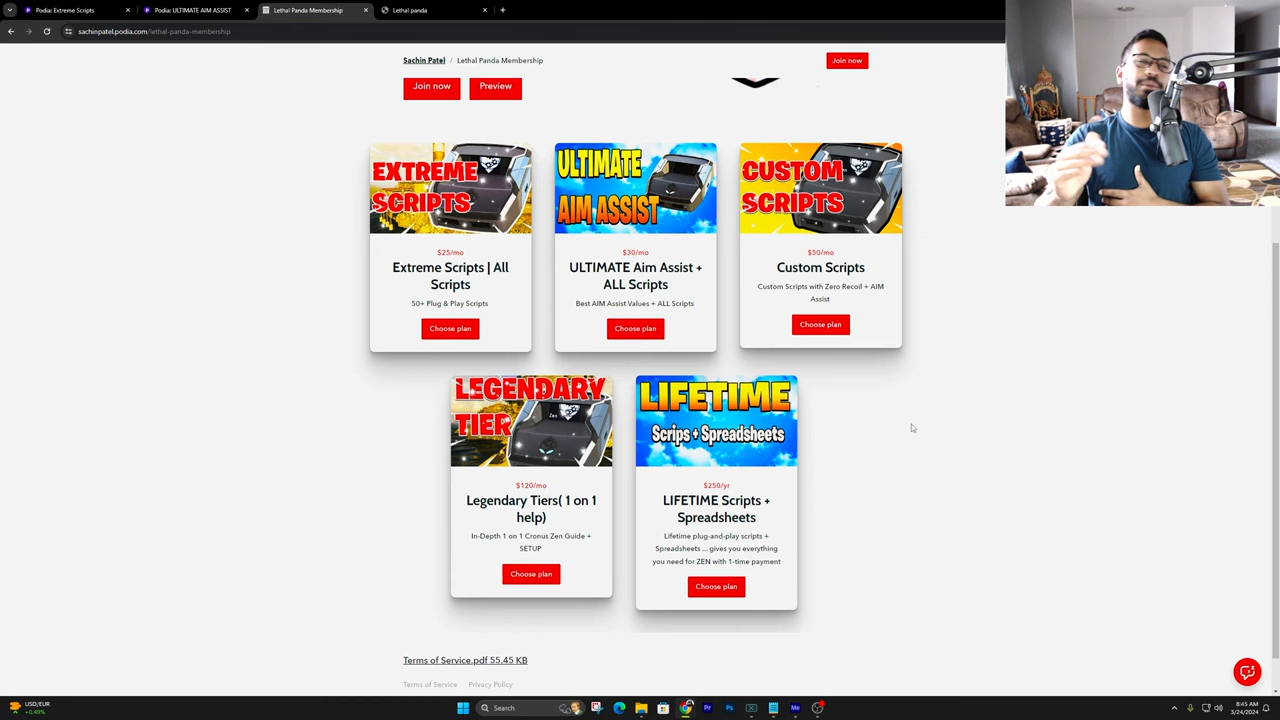 Podia: Extreme Scripts
Podia: ULTIMATE AIM ASSIST
Lethal Panda Membership
Lethal panda
sachinpatel.podia.com/lethal-panda-membership
Sachin Patel / Lethal Panda Membership
Join now
Join now
Preview
EXTREME
SCRIPTS
$25/mo
Extreme Scripts | All
Scripts
50+ Plug & Play Scripts
Choose plan
ULTIMATE
AIM ASSIST
$30/mo
ULTIMATE Aim Assist +
ALL Scripts
Best AIM Assist Values + ALL Scripts
Choose plan
CUSTOM
SCRIPTS
$50/mo
Custom Scripts
Custom Scripts with Zero Recoil + AIM
Assist
Choose plan
LEGENDARY
TIER
Zen
$120/mo
Legendary Tiers( 1 on 1
help)
In-Depth 1 on 1 Cronus Zen Guide +
SETUP
Choose plan
LIFETIME
Scrips + Spreadsheets
$250/yr
LIFETIME Scripts +
Spreadsheets
Lifetime plug-and-play scripts +
Spreadsheets ... gives you everything
you need for ZEN with 1-time payment
Choose plan
Terms of Service.pdf 55.45 KB
Terms of Service
Privacy Policy
USD/EUR
+0.49%
Search
Pr
Ps
Me
8:45 AM
3/24/2024